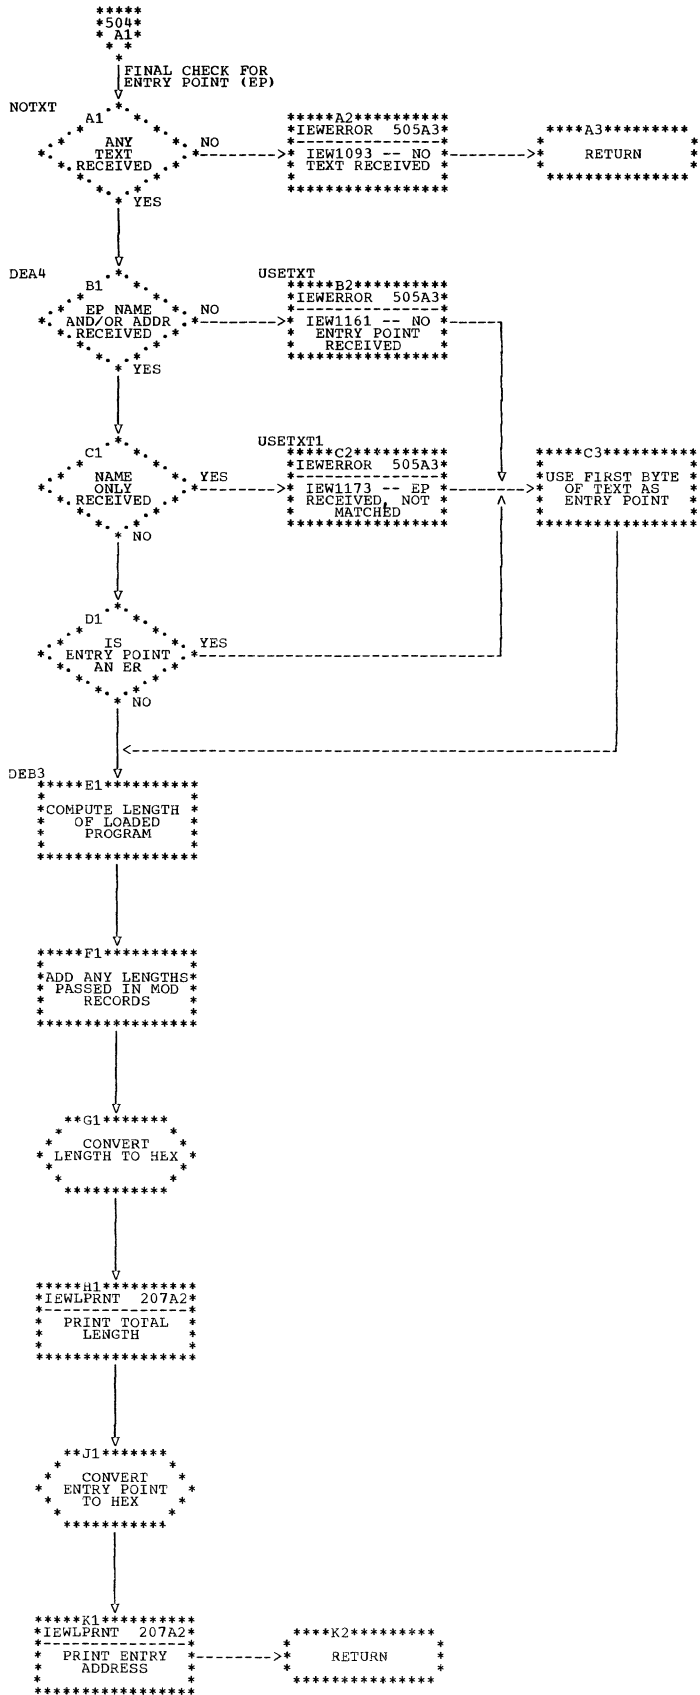 504
A1
FINAL CHECK FOR
ENTRY POINT (EP)
NOTXT
A1
ANY
TEXT
RECEIVED
NO
YES
A2
IEWERROR 505A3
IEW1093 -- NO
TEXT RECEIVED
A3
RETURN
DEA4
B1
EP NAME
AND/OR ADDR
RECEIVED
NO
YES
USETXT
B2
IEWERROR 505A3
IEW1161 -- NO
ENTRY POINT
RECEIVED
C1
NAME
ONLY
RECEIVED
YES
NO
USETXT1
C2
IEWERROR 505A3
IEW1173 -- EP
RECEIVED, NOT
MATCHED
C3
USE FIRST BYTE
OF TEXT AS
ENTRY POINT
D1
IS
ENTRY POINT
AN ER
YES
NO
DEB3
E1
COMPUTE LENGTH
OF LOADED
PROGRAM
F1
ADD ANY LENGTHS
PASSED IN MOD
RECORDS
G1
CONVERT
LENGTH TO HEX
H1
IEWLPRNT 207A2
PRINT TOTAL
LENGTH
J1
CONVERT
ENTRY POINT
TO HEX
K1
IEWLPRNT 207A2
PRINT ENTRY
ADDRESS
K2
RETURN